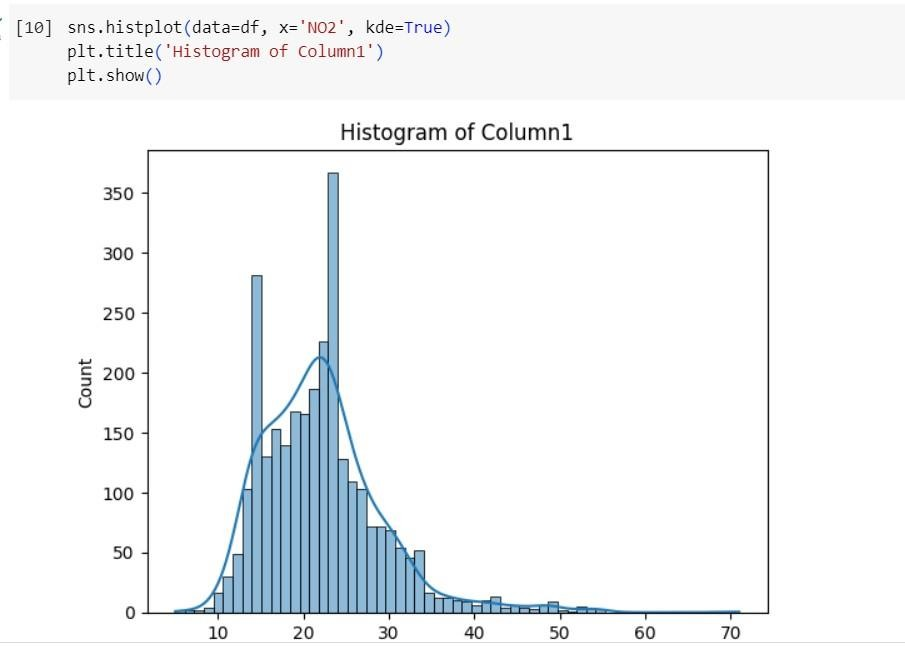 [10] sns.histplot(data=df, x='NO2', kde=True)
plt.title('Histogram of Column1')
plt.show()
Histogram of Column1
350
300
250
200
150
100
50
0
Count
10 20 30 40 50 60 70